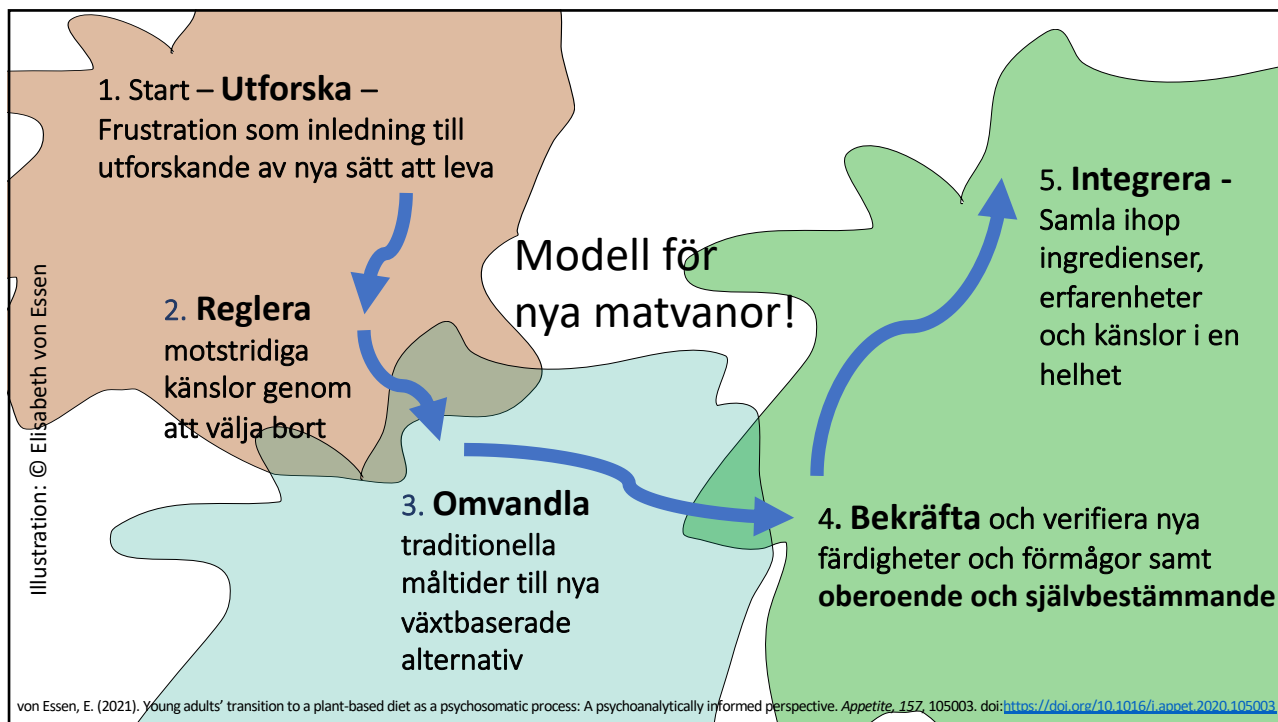 1. Start – Utforska –
Frustration som inledning till
utforskande av nya sätt att leva
Modell för
nya matvanor!
2. Reglera
motstridiga
känslor genom
att välja bort
3. Omvandla
traditionella
måltider till nya
växtbaserade
alternativ
4. Bekräfta och verifiera nya
färdigheter och förmågor samt
oberoende och självbestämmande
5. Integrera -
Samla ihop
ingredienser,
erfarenheter
och känslor i en
helhet
Illustration: © Elisabeth von Essen
von Essen, E. (2021). Young adults’ transition to a plant-based diet as a psychosomatic process: A psychoanalytically informed perspective. Appetite, 157, 105003. doi:https://doi.org/10.1016/j.appet.2020.105003